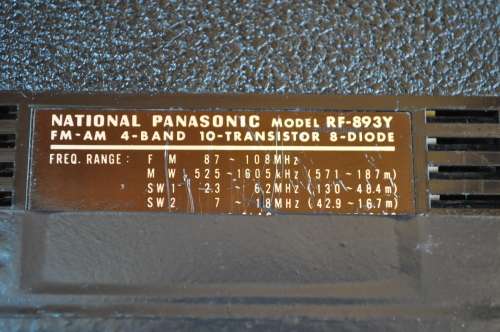 NATIONAL PANASONIC MODEL RF-893Y
FM-AM 4-BAND 10-TRANSISTOR 8-DIODE
FREQ. RANGE: FM 87~108MHz
MW 525~1605kHz (571~187m)
SW1 2.3~6.2MHz (130~48.4m)
SW2 7~18MHz (42.9~16.7m)